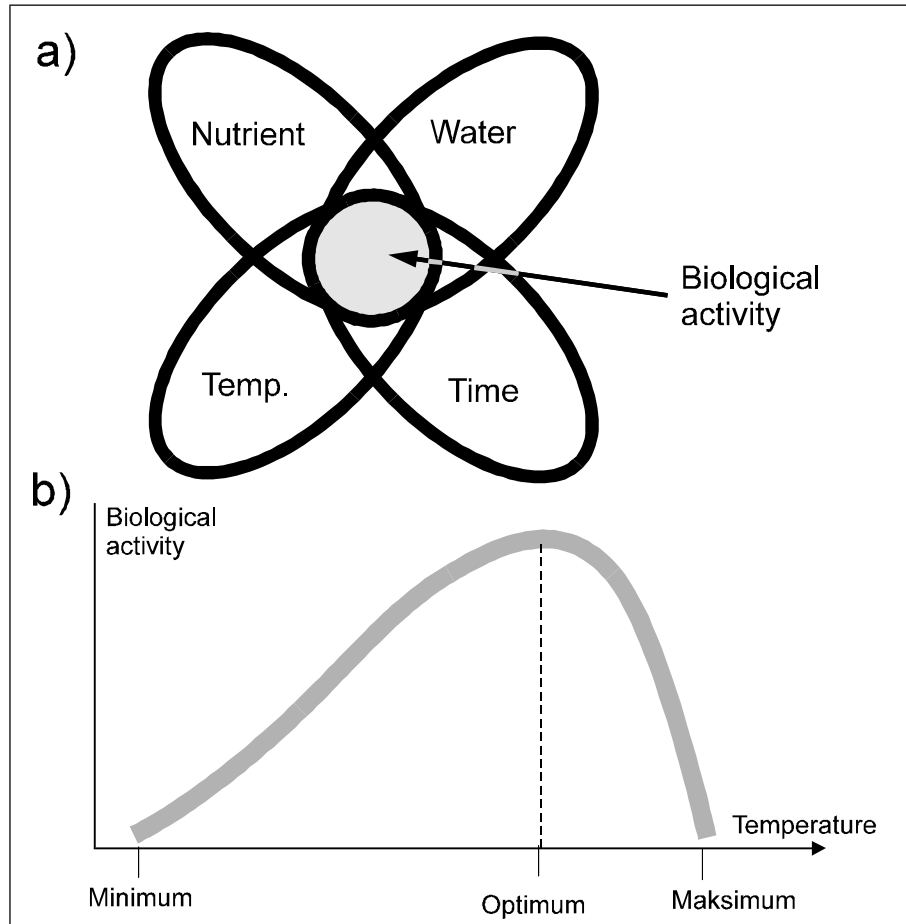 a)
Nutrient
Water
Biological
activity
Temp.
Time
b)
Biological
activity
Temperature
Minimum
Optimum
Maksimum